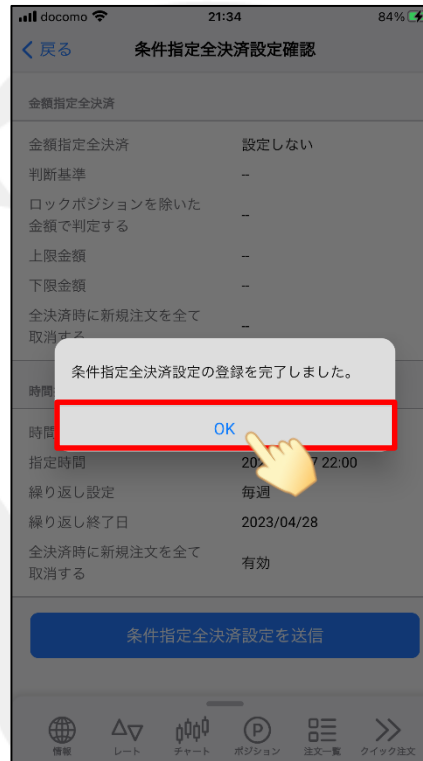 docomo 21:34 84%
戻る 条件指定全決済設定確認
金額指定全決済
金額指定全決済 設定しない
判断基準 --
ロックポジションを除いた
金額で判定する --
上限金額 --
下限金額 --
全決済時に新規注文を全て
取消する --
条件指定全決済設定の登録を完了しました。
時間
OK
時間
指定時間 20 7 22:00
繰り返し設定 毎週
繰り返し終了日 2023/04/28
全決済時に新規注文を全て
取消する 有効
条件指定全決済設定を送信
情報 レート チャート ポジション 注文一覧 クイック注文